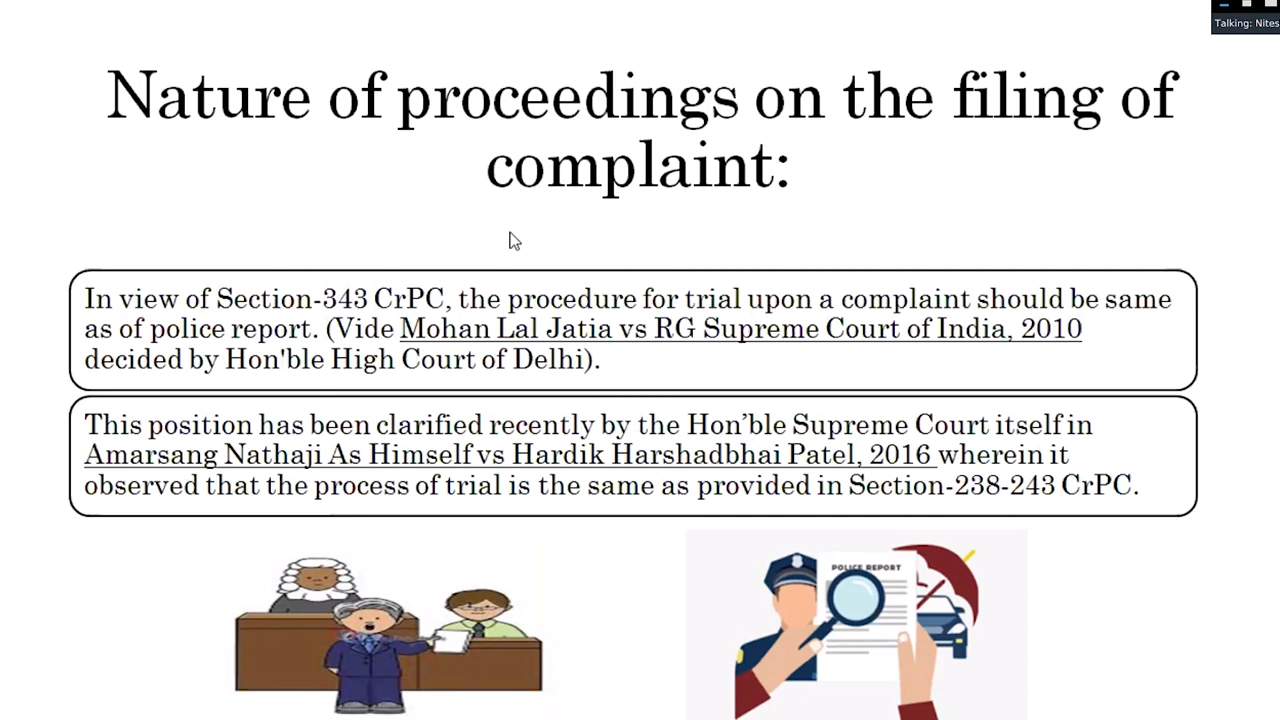 Talking: Nites
Nature of proceedings on the filing of
complaint:
In view of Section-343 CrPC, the procedure for trial upon a complaint should be same
as of police report. (Vide Mohan Lal Jatia vs RG Supreme Court of India, 2010
decided by Hon'ble High Court of Delhi).
This position has been clarified recently by the Hon’ble Supreme Court itself in
Amarsang Nathaji As Himself vs Hardik Harshadbhai Patel, 2016 wherein it
observed that the process of trial is the same as provided in Section-238-243 CrPC.
POLICE REPORT